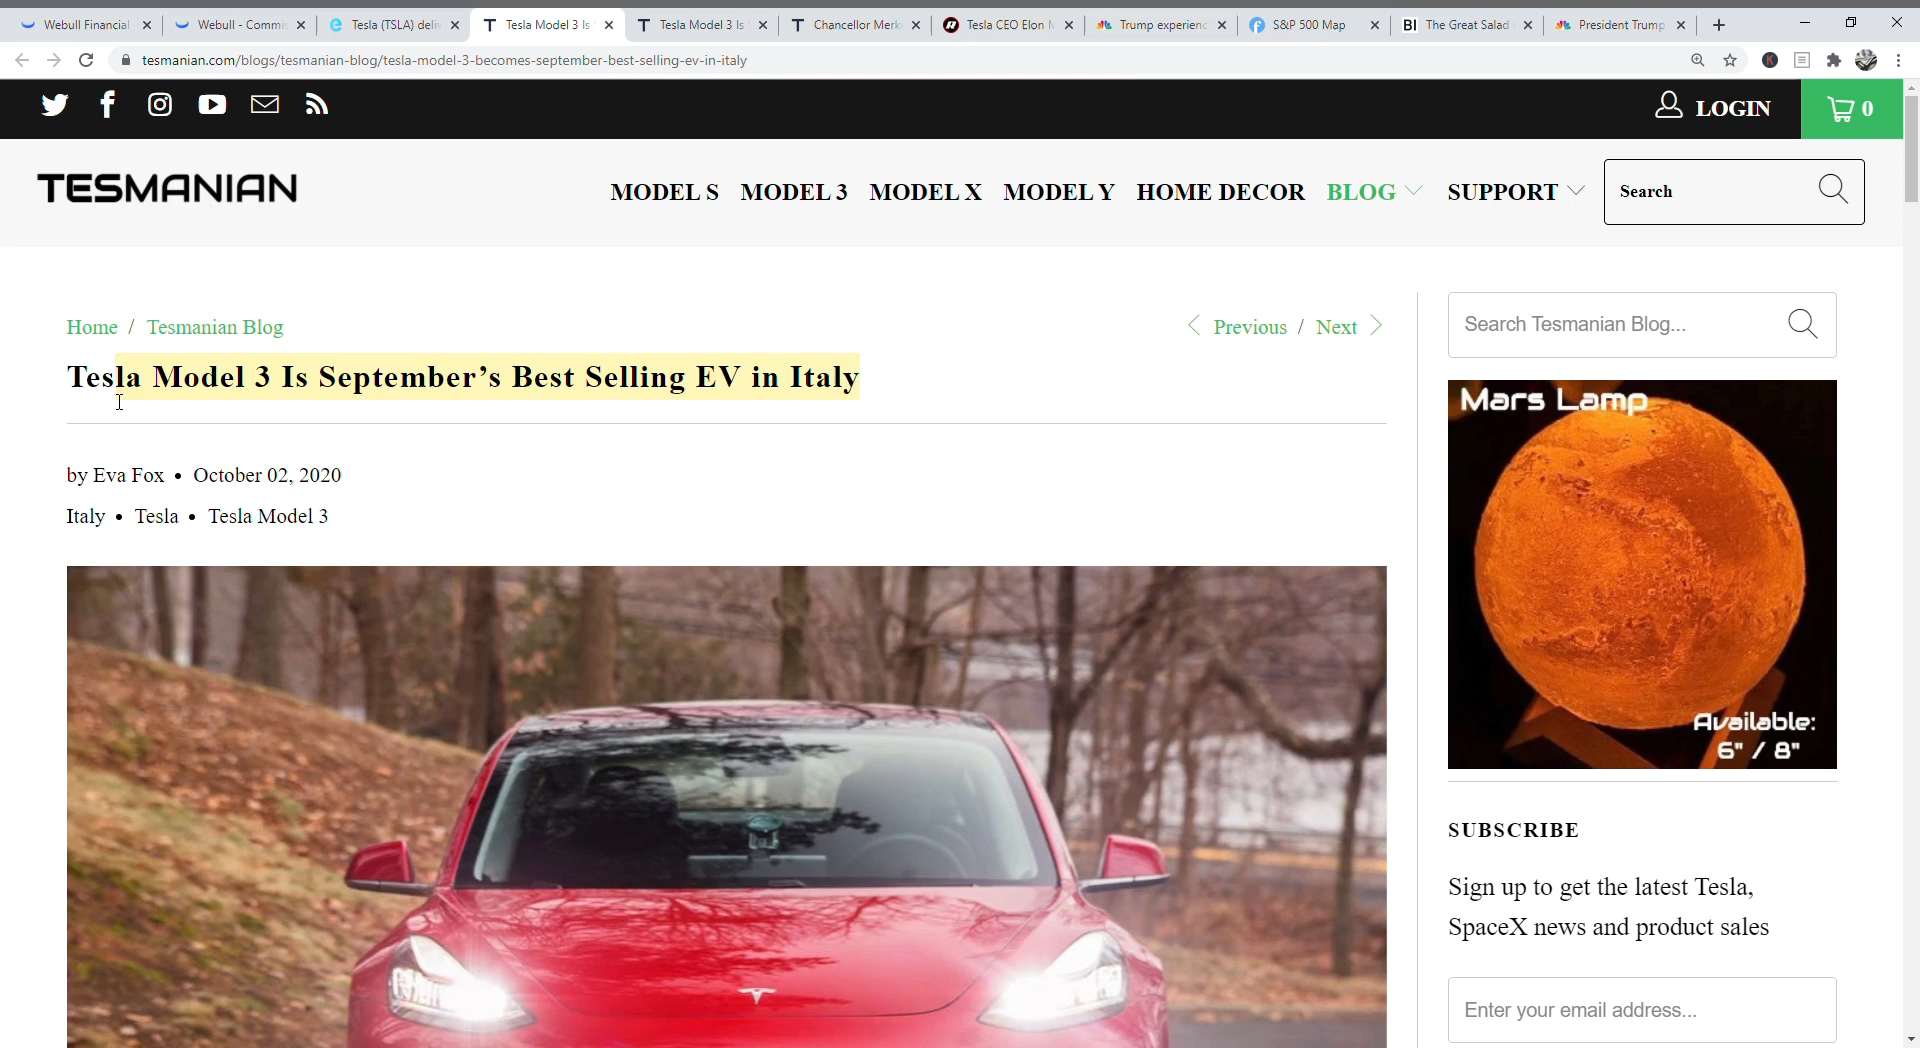 Webull Financial
Webull - Commis
Tesla (TSLA) deliv
Tesla Model 3 Is
Tesla Model 3 Is
Chancellor Merk
Tesla CEO Elon M
Trump experienc
S&P 500 Map
BI The Great Salad
President Trump
tesmanian.com/blogs/tesmanian-blog/tesla-model-3-becomes-september-best-selling-ev-in-italy
LOGIN
0
TESMANIAN
MODEL S MODEL 3 MODEL X MODEL Y HOME DECOR BLOG SUPPORT
Search
Home / Tesmanian Blog
Previous / Next
Search Tesmanian Blog...
Tesla Model 3 Is September’s Best Selling EV in Italy
by Eva Fox • October 02, 2020
Italy • Tesla • Tesla Model 3
Mars Lamp
Available:
6" / 8"
SUBSCRIBE
Sign up to get the latest Tesla,
SpaceX news and product sales
Enter your email address...